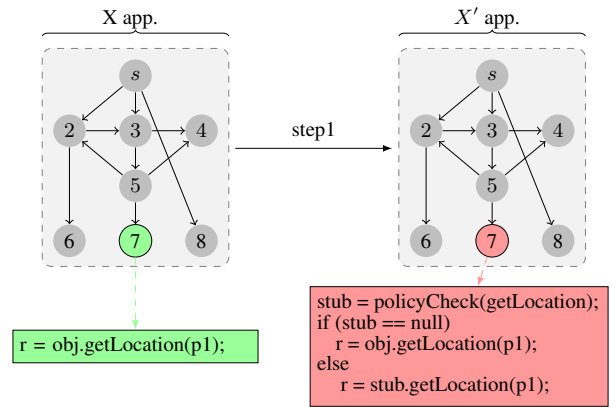 X app.
X′ app.
s
2
3
4
5
6
7
8
step1
s
2
3
4
5
6
7
8
r = obj.getLocation(p1);
stub = policyCheck(getLocation);
if (stub == null)
r = obj.getLocation(p1);
else
r = stub.getLocation(p1);